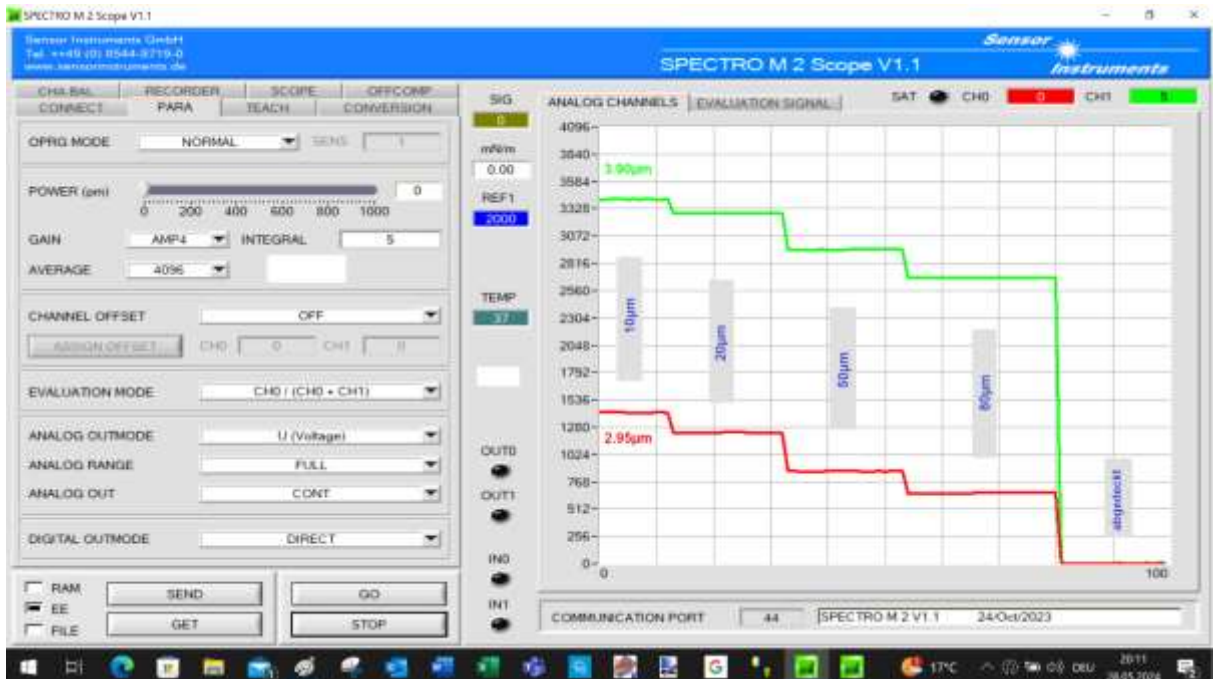 SPECTRO M 2 Scope V1.1
Sensor Instruments GmbH
Tel. ++49 (0) 8544-9719-0
www.sensorinstruments.de
SPECTRO M 2 Scope V1.1
Sensor
Instruments
CHA BAL.
RECORDER
SCOPE
OFFCOMP
CONNECT
PARA
TEACH
CONVERSION
OPRG MODE
NORMAL
SENS
1
POWER (pm)
0
0 200 400 600 800 1000
GAIN
AMP4
INTEGRAL
5
AVERAGE
4096
CHANNEL OFFSET
OFF
ASSIGN OFFSET
CH0
0
CH1
0
EVALUATION MODE
CH0 / (CH0 + CH1)
ANALOG OUTMODE
U (Voltage)
ANALOG RANGE
FULL
ANALOG OUT
CONT
DIGITAL OUTMODE
DIRECT
RAM
EE
FILE
SEND
GET
GO
STOP
SIG
0
mN/m
0.00
REF1
2000
TEMP
37
OUT0
OUT1
IN0
IN1
ANALOG CHANNELS
EVALUATION SIGNAL
SAT
CH0
0
CH1
5
4096
3840
3584
3328
3072
2816
2560
2304
2048
1792
1536
1280
1024
768
512
256
0
0
100
3.90µm
2.95µm
10µm
20µm
50µm
80µm
abgedeckt
COMMUNICATION PORT
44
SPECTRO M 2 V1.1 24/Oct/2023
17°C
DEU
20:11
28.05.2024